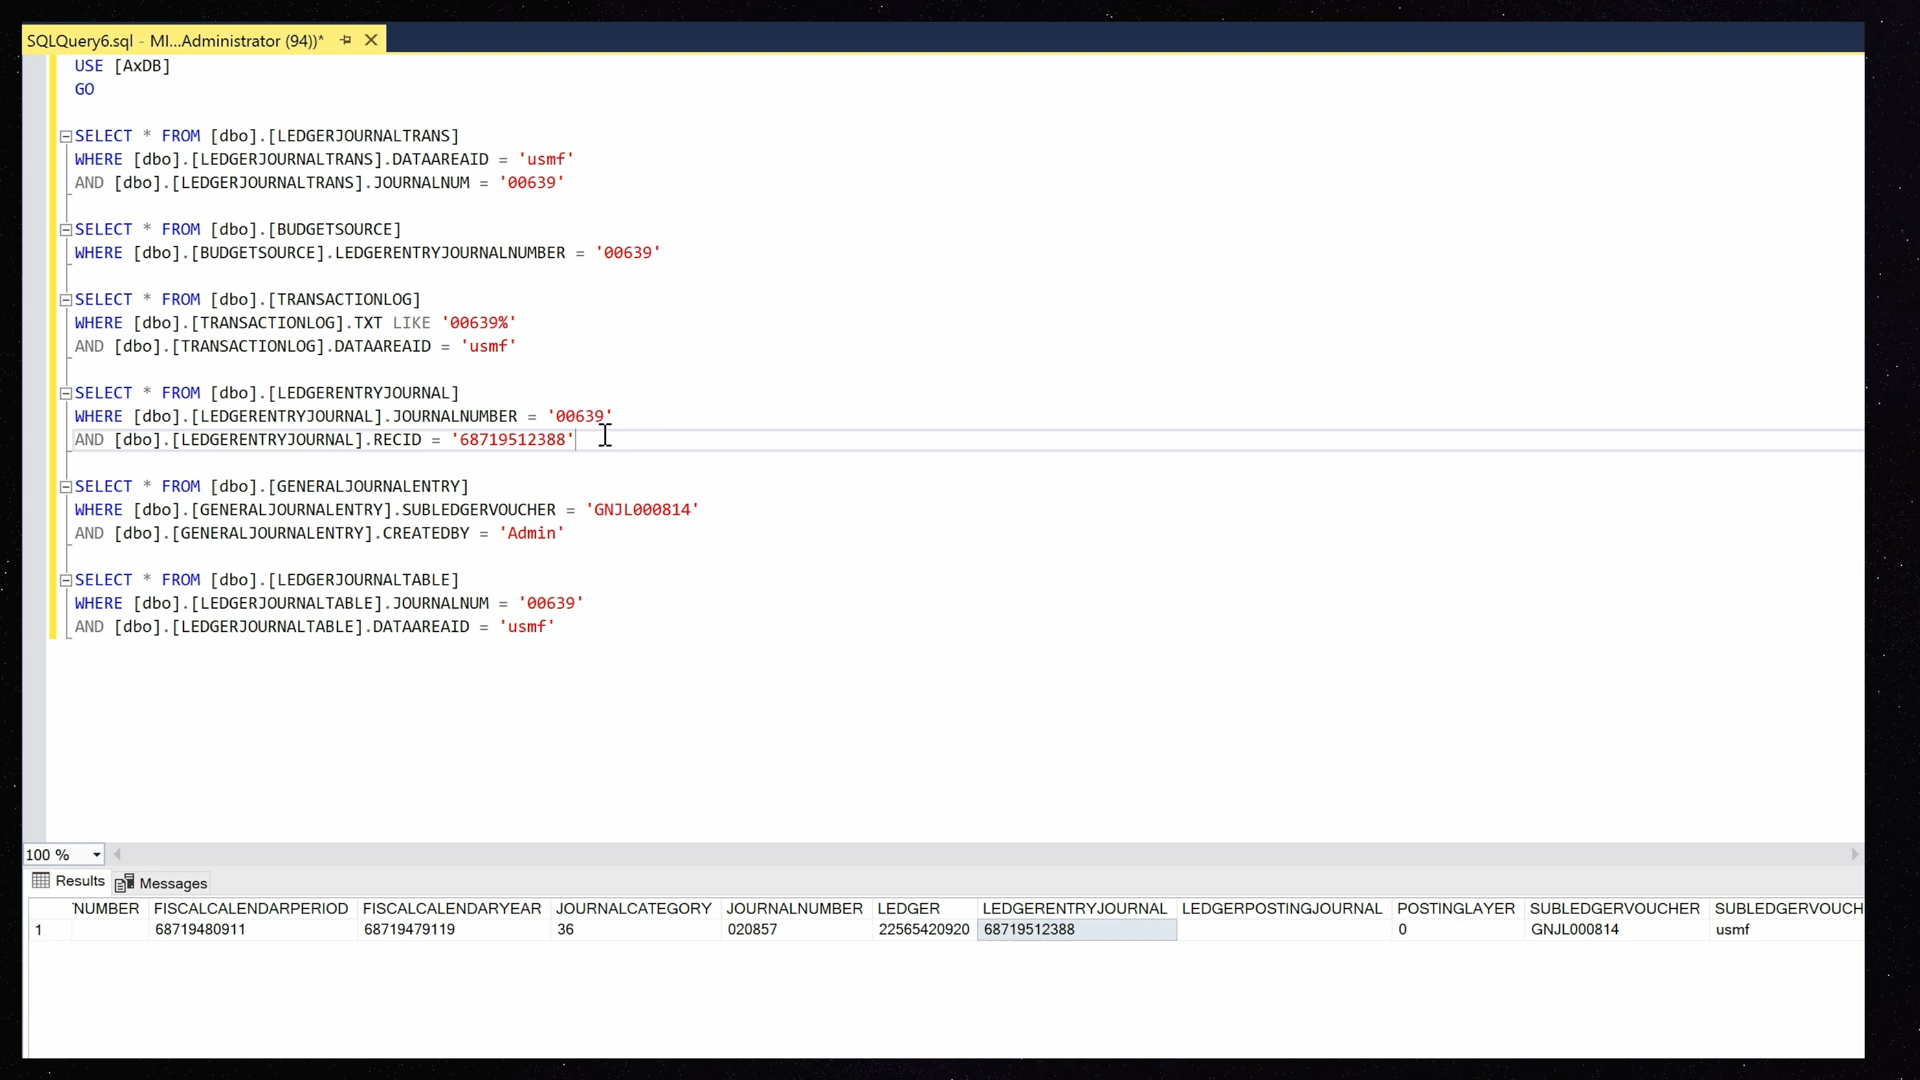 SQLQuery6.sql - MI...Administrator (94))*
USE [AxDB]
GO
SELECT * FROM [dbo].[LEDGERJOURNALTRANS]
WHERE [dbo].[LEDGERJOURNALTRANS].DATAAREAID = 'usmf'
AND [dbo].[LEDGERJOURNALTRANS].JOURNALNUM = '00639'
SELECT * FROM [dbo].[BUDGETSOURCE]
WHERE [dbo].[BUDGETSOURCE].LEDGERENTRYJOURNALNUMBER = '00639'
SELECT * FROM [dbo].[TRANSACTIONLOG]
WHERE [dbo].[TRANSACTIONLOG].TXT LIKE '00639%'
AND [dbo].[TRANSACTIONLOG].DATAAREAID = 'usmf'
SELECT * FROM [dbo].[LEDGERENTRYJOURNAL]
WHERE [dbo].[LEDGERENTRYJOURNAL].JOURNALNUMBER = '00639'
AND [dbo].[LEDGERENTRYJOURNAL].RECID = '68719512388'
SELECT * FROM [dbo].[GENERALJOURNALENTRY]
WHERE [dbo].[GENERALJOURNALENTRY].SUBLEDGERVOUCHER = 'GNJL000814'
AND [dbo].[GENERALJOURNALENTRY].CREATEDBY = 'Admin'
SELECT * FROM [dbo].[LEDGERJOURNALTABLE]
WHERE [dbo].[LEDGERJOURNALTABLE].JOURNALNUM = '00639'
AND [dbo].[LEDGERJOURNALTABLE].DATAAREAID = 'usmf'
100 %
Results Messages
NUMBER FISCALCALENDARPERIOD FISCALCALENDARYEAR JOURNALCATEGORY JOURNALNUMBER LEDGER LEDGERENTRYJOURNAL LEDGERPOSTINGJOURNAL POSTINGLAYER SUBLEDGERVOUCHER SUBLEDGERVOUCH
1 68719480911 68719479119 36 020857 22565420920 68719512388 0 GNJL000814 usmf